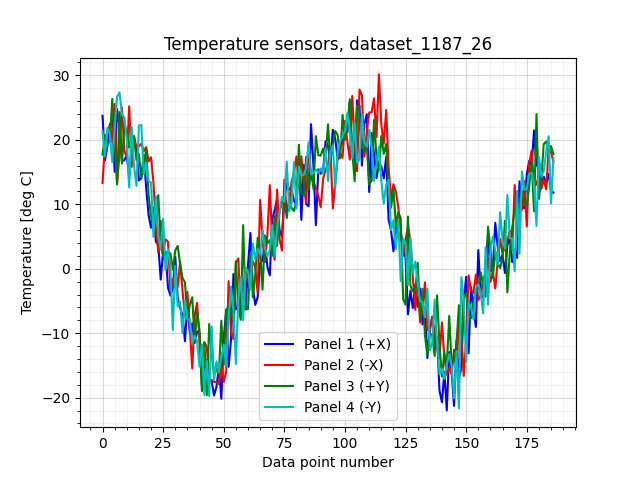 Temperature sensors, dataset_1187_26
30
20
10
0
−10
−20
Temperature [deg C]
Panel 1 (+X)
Panel 2 (-X)
Panel 3 (+Y)
Panel 4 (-Y)
0 25 50 75 100 125 150 175
Data point number